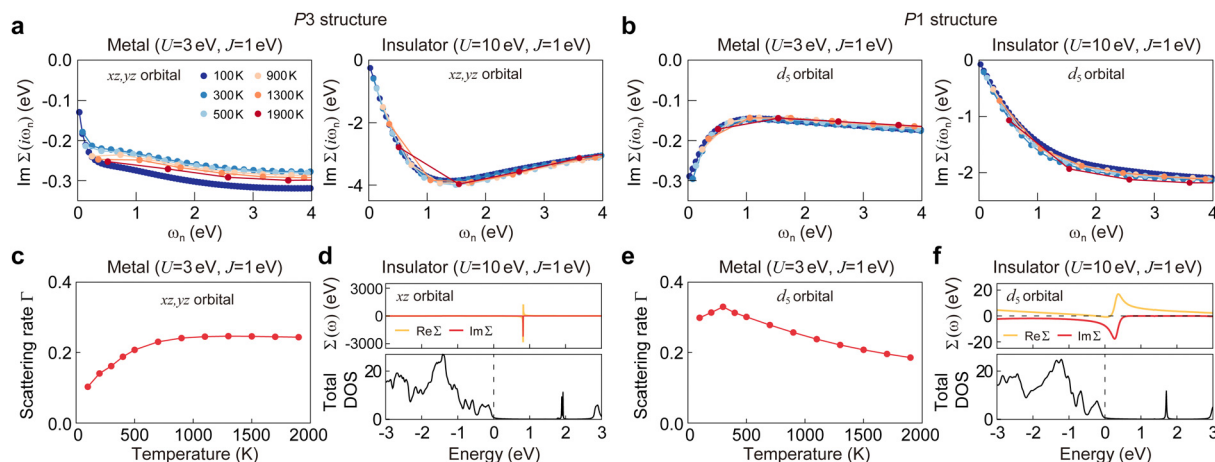 P3 structure
P1 structure
a
Metal (U=3 eV, J=1 eV)
Insulator (U=10 eV, J=1 eV)
b
Metal (U=3 eV, J=1 eV)
Insulator (U=10 eV, J=1 eV)
xz,yz orbital
100 K
900 K
300 K
1300 K
500 K
1900 K
xz,yz orbital
d5 orbital
d5 orbital
Im Σ (iωn) (eV)
0.0
-0.1
-0.2
-0.3
0
1
2
3
4
ωn (eV)
Im Σ (iωn) (eV)
0
-2
-4
0
1
2
3
4
ωn (eV)
Im Σ (iωn) (eV)
0.0
-0.1
-0.2
-0.3
0
1
2
3
4
ωn (eV)
Im Σ (iωn) (eV)
0
-1
-2
0
1
2
3
4
ωn (eV)
c
Metal (U=3 eV, J=1 eV)
xz,yz orbital
Scattering rate Γ
0.4
0.2
0.0
0
500
1000
1500
2000
Temperature (K)
d
Insulator (U=10 eV, J=1 eV)
xz orbital
Σ(ω) (eV)
3000
0
-3000
Re Σ
Im Σ
Total
DOS
20
0
-3
-2
-1
0
1
2
3
Energy (eV)
e
Metal (U=3 eV, J=1 eV)
d5 orbital
Scattering rate Γ
0.4
0.2
0.0
0
500
1000
1500
2000
Temperature (K)
f
Insulator (U=10 eV, J=1 eV)
d5 orbital
Σ(ω) (eV)
20
0
-20
Re Σ
Im Σ
Total
DOS
20
0
-3
-2
-1
0
1
2
3
Energy (eV)